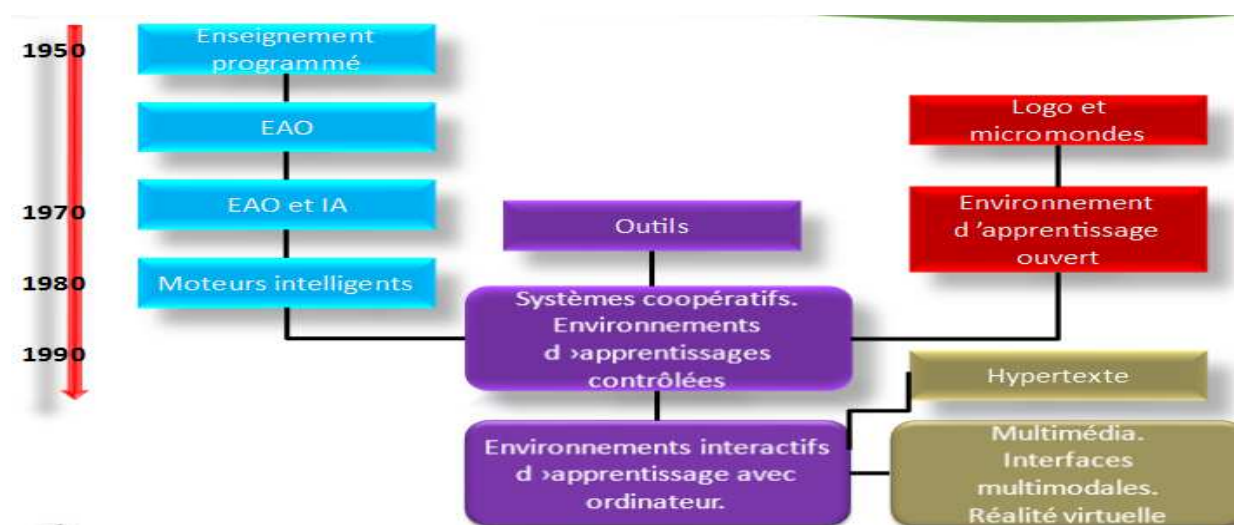 1950
Enseignement
programmé
EAO
Logo et
micromondes
1970
EAO et IA
Outils
Environnement
d ’apprentissage
ouvert
1980
Moteurs intelligents
Systèmes coopératifs.
Environnements
d ›apprentissages
contrôlées
1990
Hypertexte
Environnements interactifs
d ›apprentissage avec
ordinateur.
Multimédia.
Interfaces
multimodales.
Réalité virtuelle